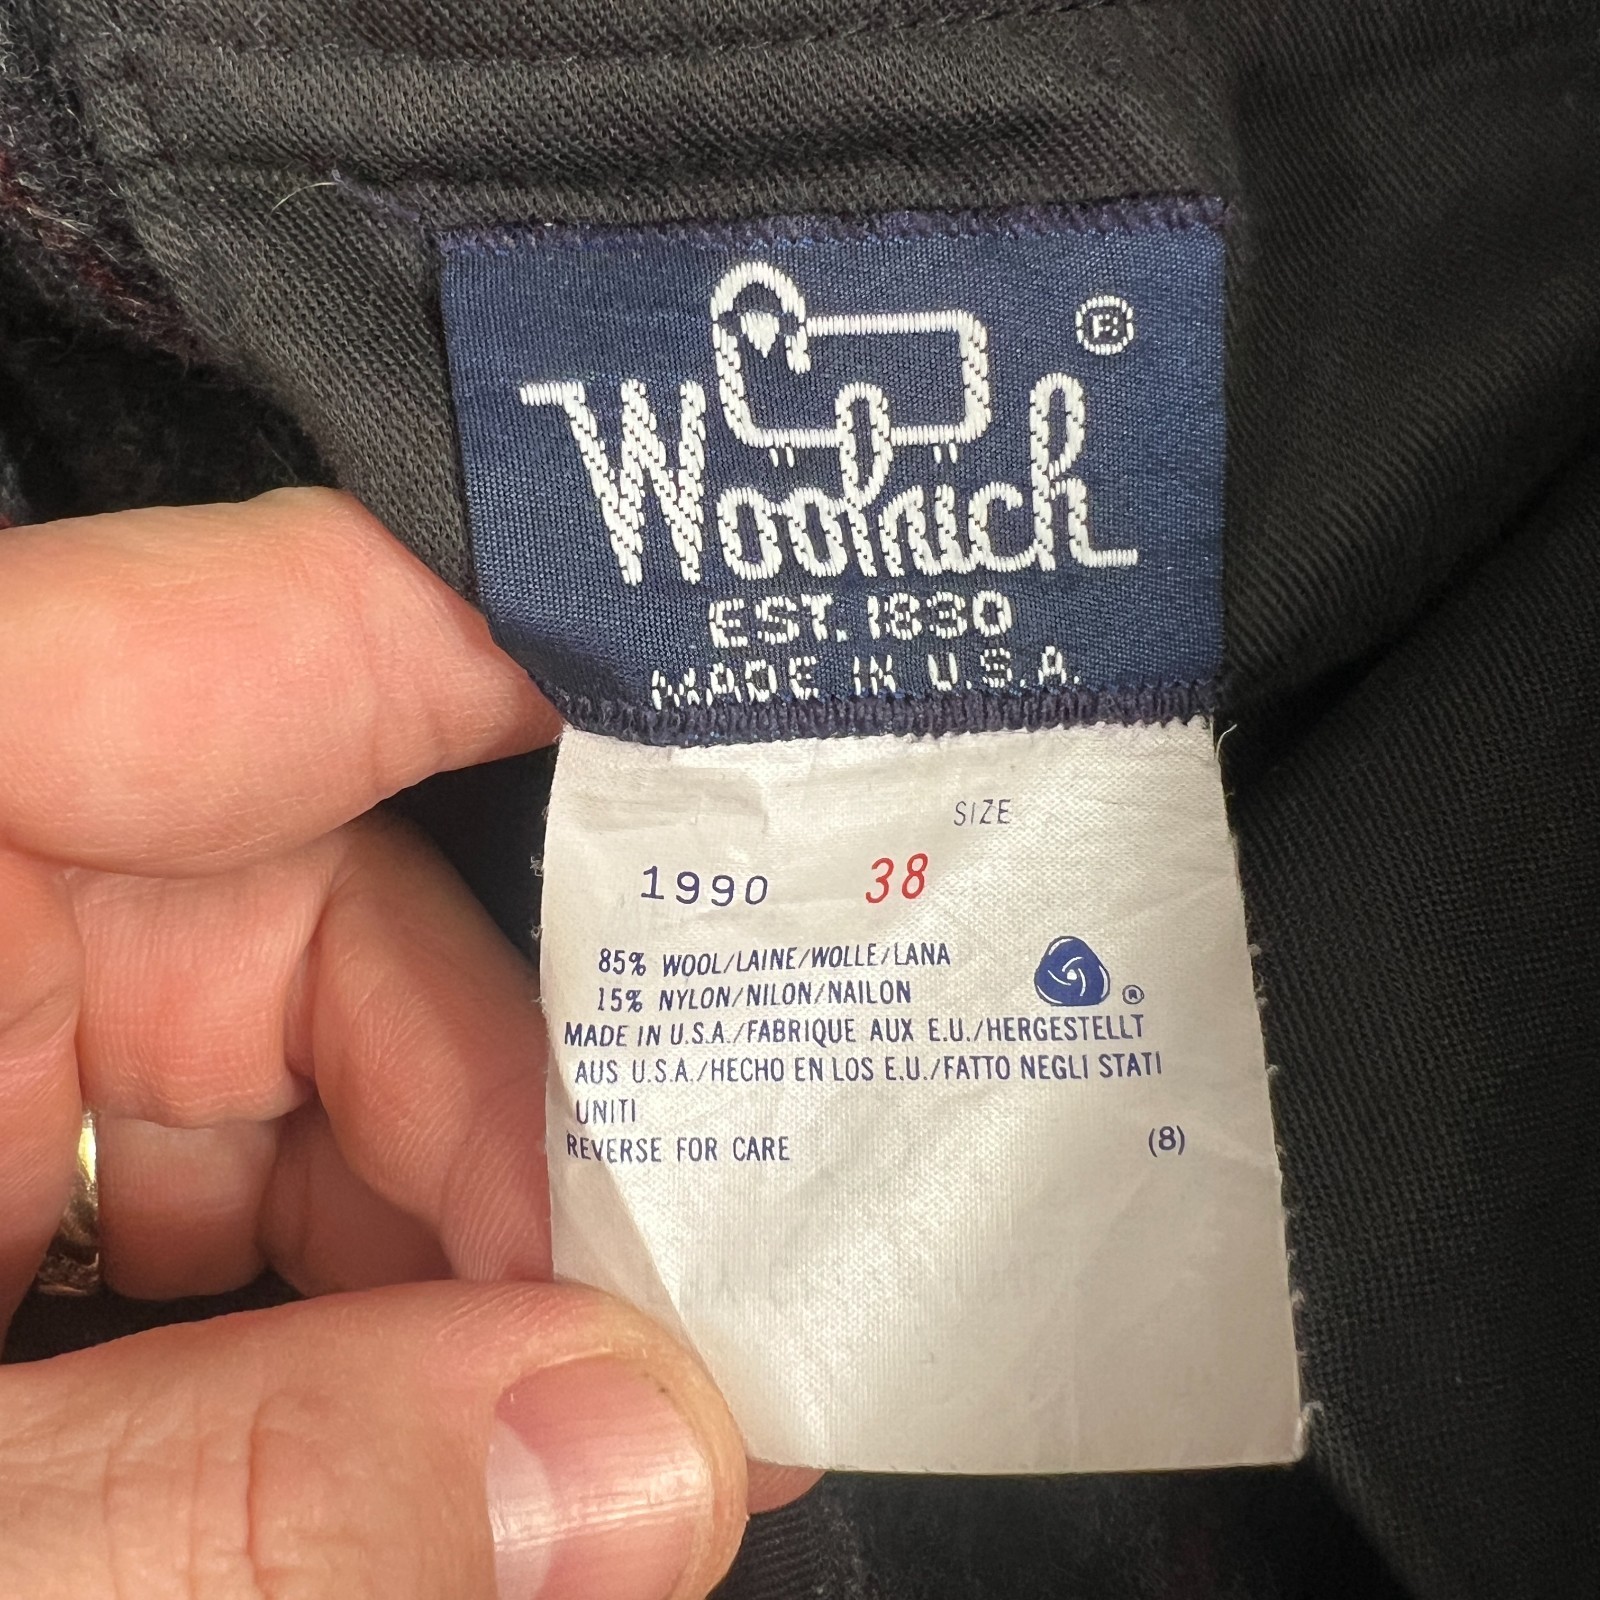 Woolrich ®
EST. 1830
MADE IN U.S.A.
SIZE
1990 38
85% WOOL/LAINE/WOLLE/LANA
15% NYLON/NILON/NAILON ®
MADE IN U.S.A./FABRIQUE AUX E.U./HERGESTELLT
AUS U.S.A./HECHO EN LOS E.U./FATTO NEGLI STATI
UNITI
REVERSE FOR CARE (8)